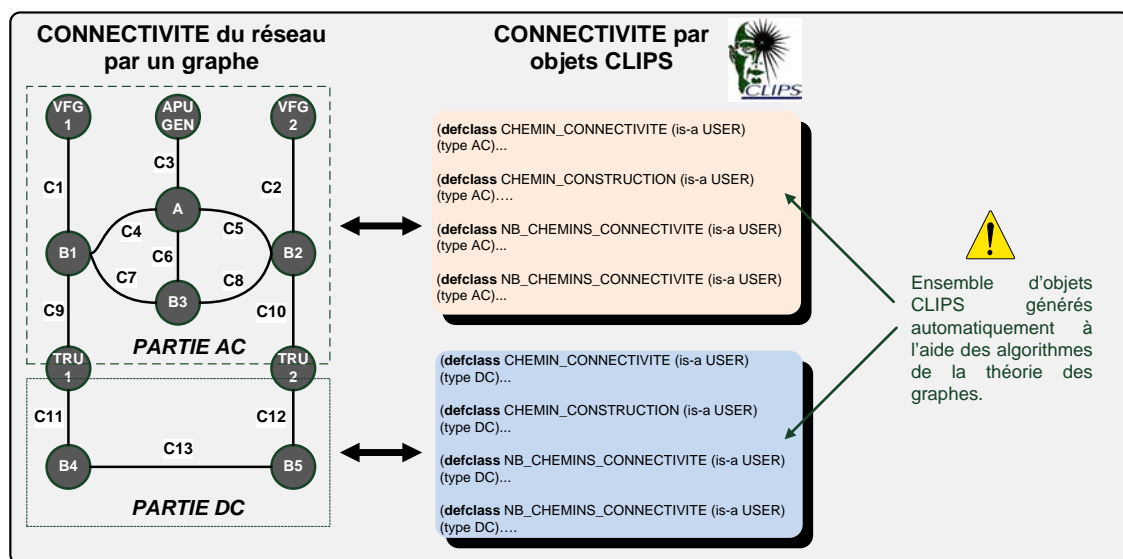 CONNECTIVITE du réseau
par un graphe
VFG
1
APU
GEN
VFG
2
C3
C1
C2
A
C4
C5
B1
C6
B2
C7
C8
B3
C9
C10
PARTIE AC
TRU
1
TRU
2
C11
C12
C13
B4
B5
PARTIE DC
CONNECTIVITE par
objets CLIPS
CLIPS
(defclass CHEMIN_CONNECTIVITE (is-a USER)
(type AC)...
(defclass CHEMIN_CONSTRUCTION (is-a USER)
(type AC)….
(defclass NB_CHEMINS_CONNECTIVITE (is-a USER)
(type AC)...
(defclass NB_CHEMINS_CONNECTIVITE (is-a USER)
(type AC)...
(defclass CHEMIN_CONNECTIVITE (is-a USER)
(type DC)...
(defclass CHEMIN_CONSTRUCTION (is-a USER)
(type DC)...
(defclass NB_CHEMINS_CONNECTIVITE (is-a USER)
(type DC)...
(defclass NB_CHEMINS_CONNECTIVITE (is-a USER)
(type DC)….
!
Ensemble d’objets
CLIPS générés
automatiquement à
l’aide des algorithmes
de la théorie des
graphes.